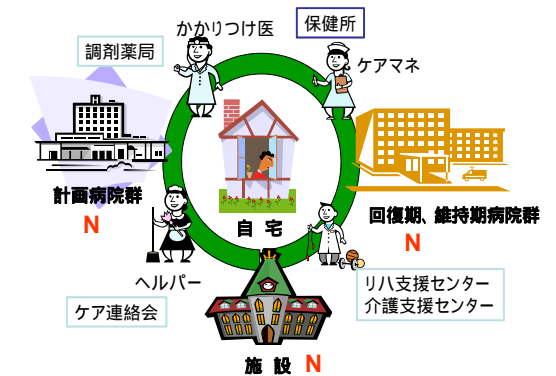 かかりつけ医
保健所
調剤薬局
ケアマネ
計画病院群
N
自 宅
回復期、維持期病院群
N
ヘルパー
ケア連絡会
リハ支援センター
介護支援センター
施 設 N